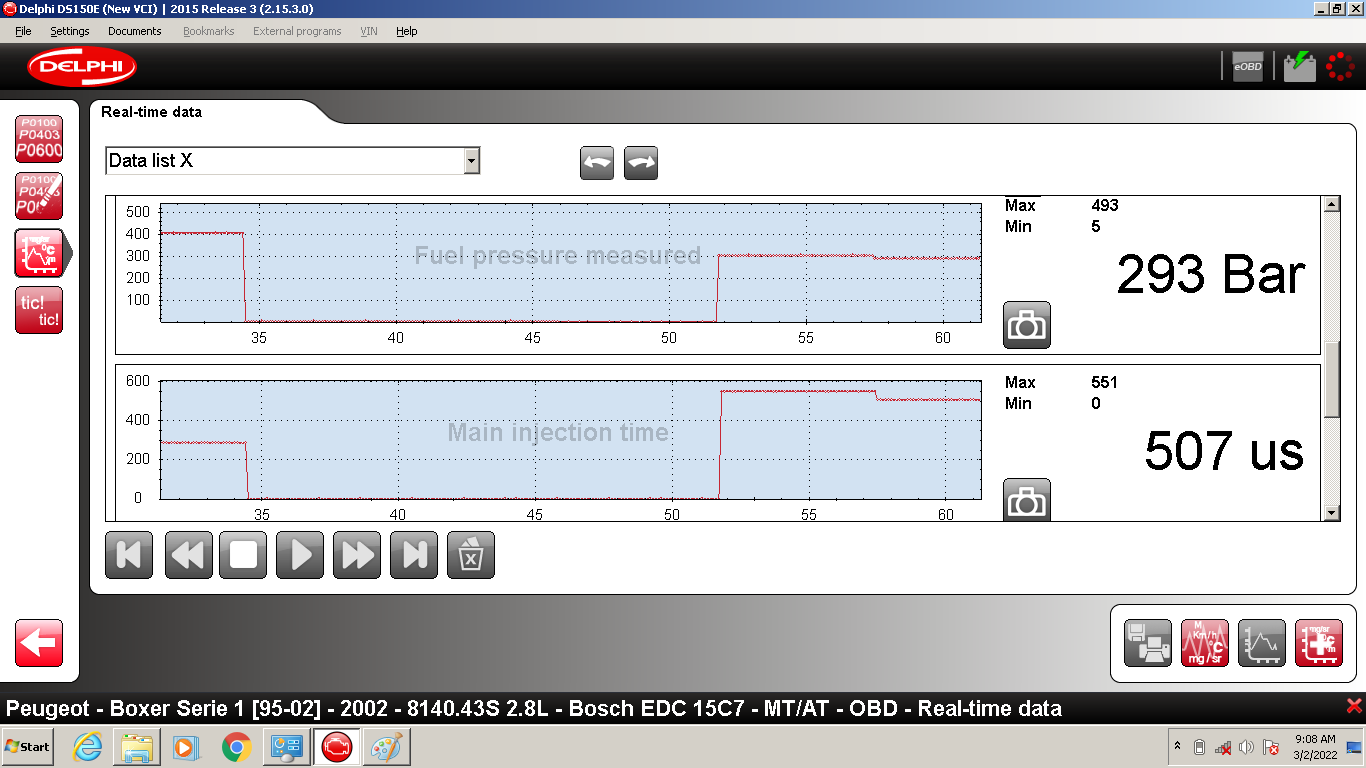 Delphi DS150E (New VCI) | 2015 Release 3 (2.15.3.0)
File Settings Documents Bookmarks External programs VIN Help
DELPHI
eOBD
Real-time data
P0100
P0403
P0600
Data list X
P0100
tic!
tic!
500
400
300
200
100
Fuel pressure measured
35 40 45 50 55 60
Max 493
Min 5
293 Bar
600
400
200
0
Main injection time
35 40 45 50 55 60
Max 551
Min 0
507 us
M
Km/h
°C
mg/sr
Peugeot - Boxer Serie 1 [95-02] - 2002 - 8140.43S 2.8L - Bosch EDC 15C7 - MT/AT - OBD - Real-time data
Start
9:08 AM
3/2/2022